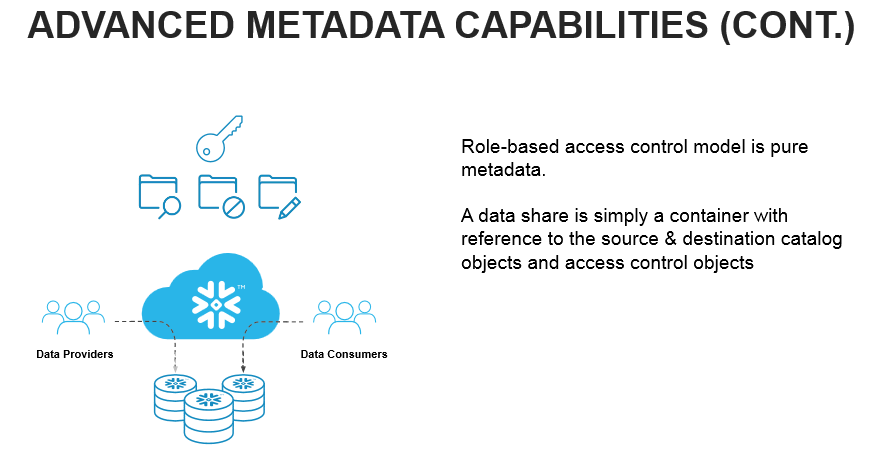 ADVANCED METADATA CAPABILITIES (CONT.)
Role-based access control model is pure
metadata.
A data share is simply a container with
reference to the source & destination catalog
objects and access control objects
TM
Data Providers
Data Consumers